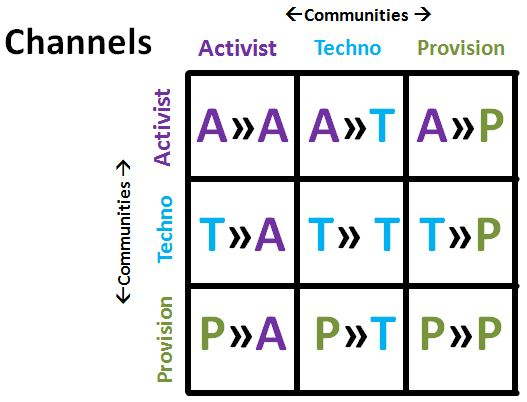 ←Communities →
Channels
Activist Techno Provision
Activist A»A A»T A»P
←Communities →
Techno T»A T» T T»P
Provision P»A P»T P»P